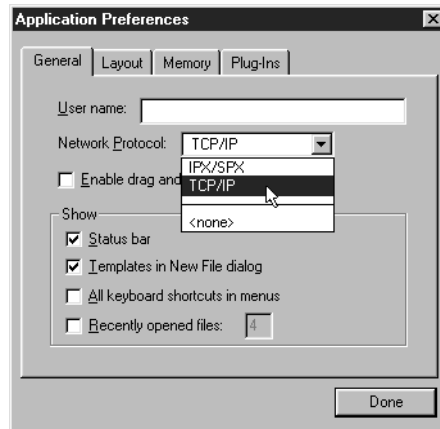 Application Preferences
General Layout Memory Plug-Ins
User name:
Network Protocol: TCP/IP
IPX/SPX
Enable drag and
TCP/IP
<none>
Show
Status bar
Templates in New File dialog
All keyboard shortcuts in menus
Recently opened files: 4
Done